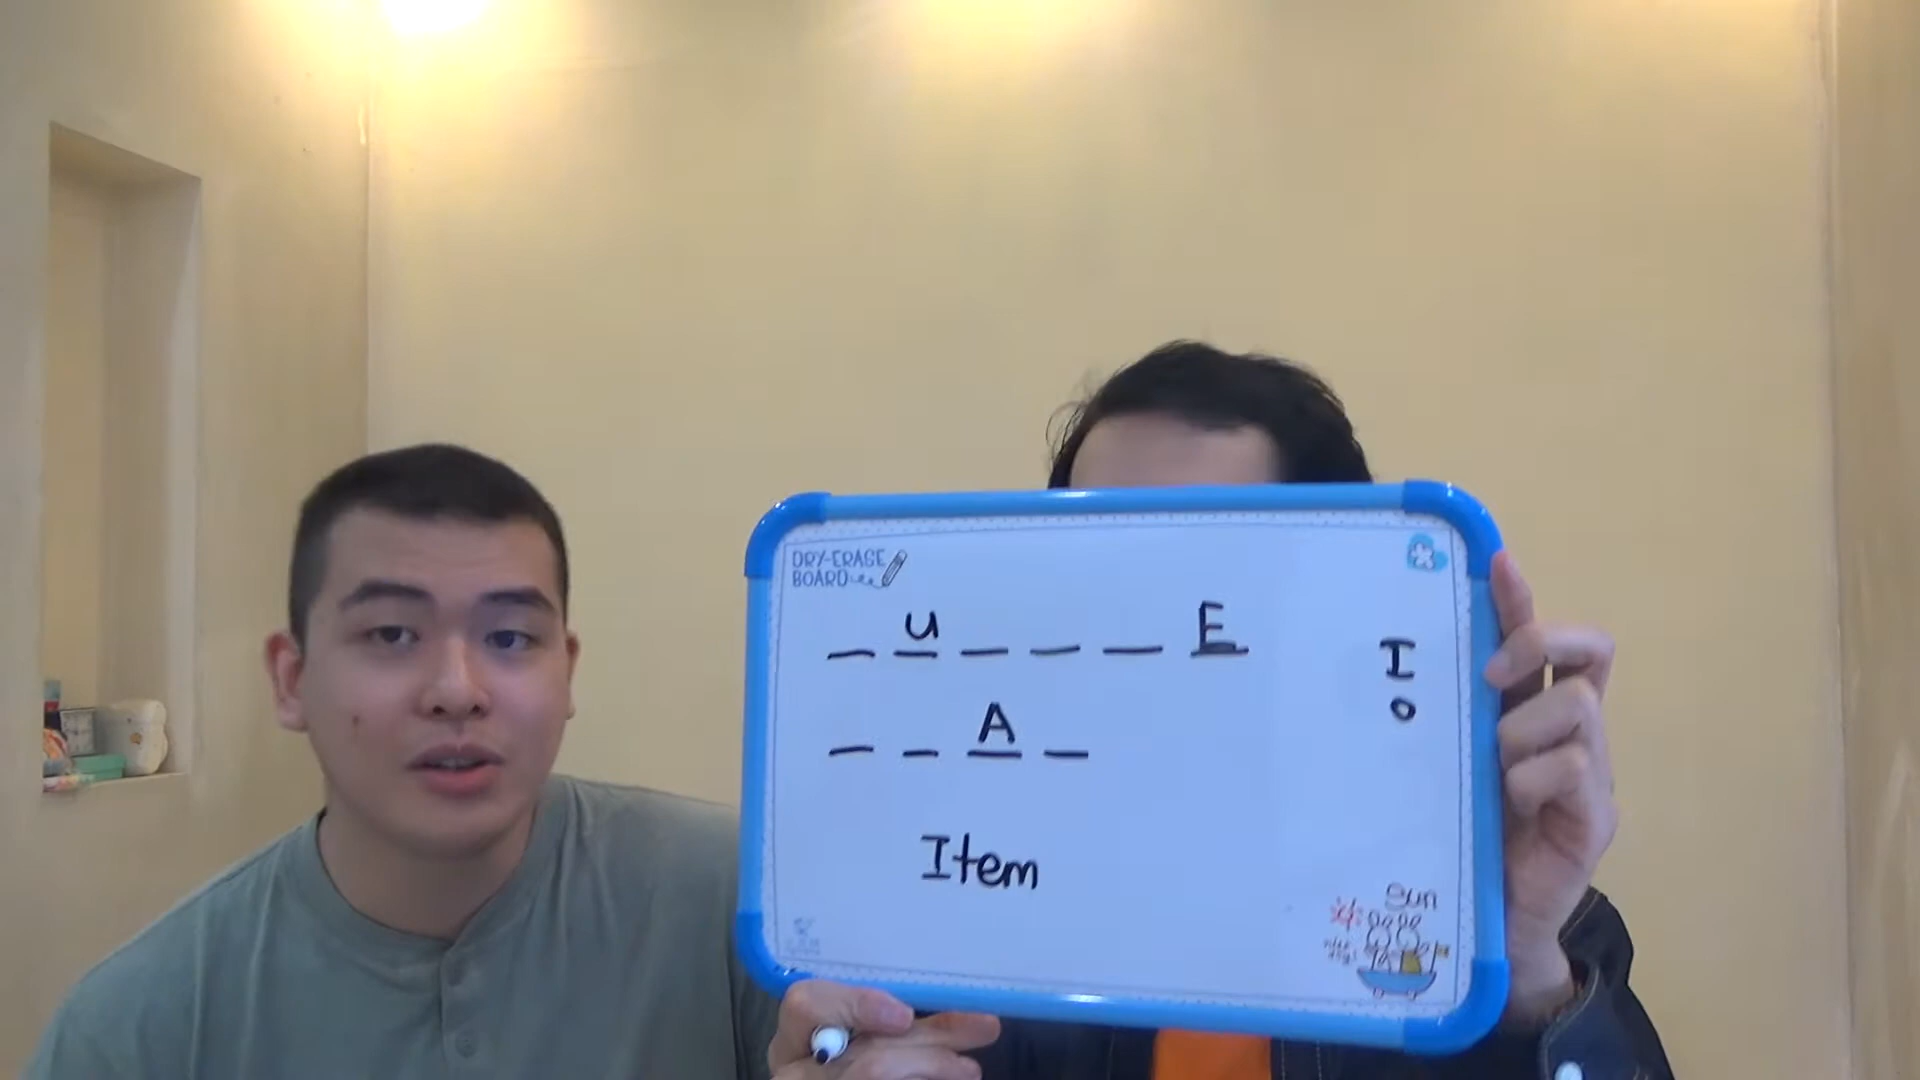 DRY-ERASE
BOARD
_ U _ _ _ E
_ _ A _
Item
I
O
Sun